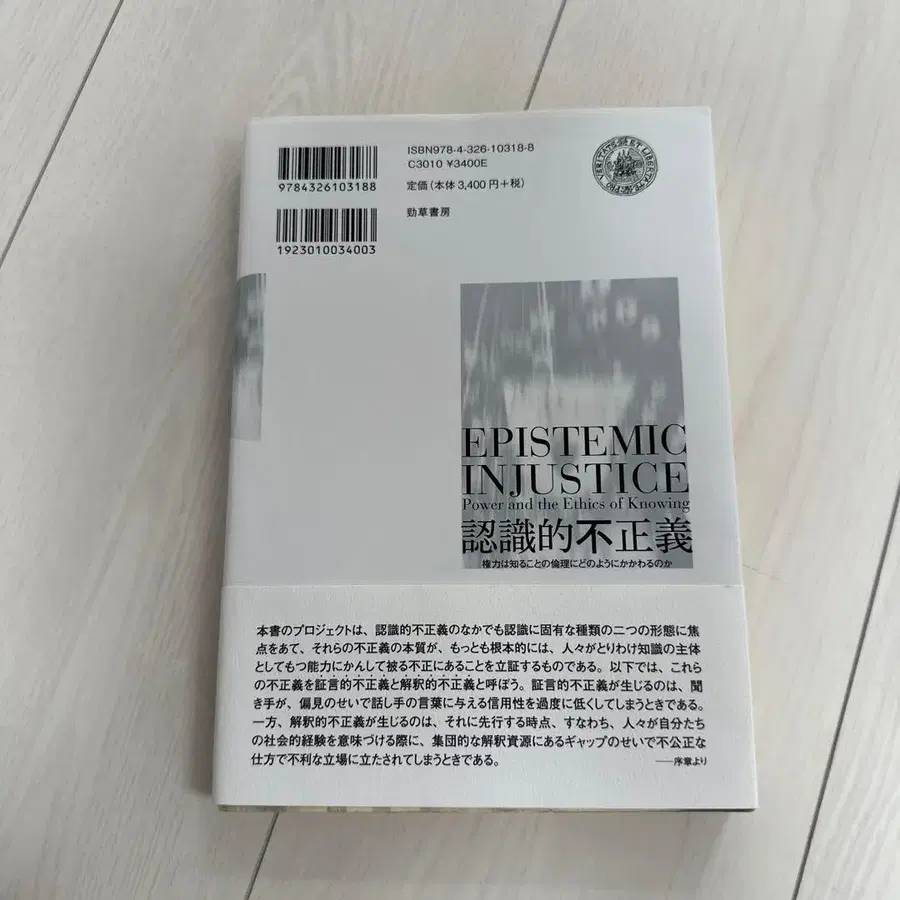 ISBN978-4-326-10318-8
C3010 ¥3400E
定価(本体3,400円+税)
勁草書房
9784326103188
1923010034003
VERITATE ET LIBERTATE
EPISTEMIC
INJUSTICE
Power and the Ethics of Knowing
認識的不正義
権力は知ることの倫理にどのようにかかわるのか
本書のプロジェクトは、認識的不正義のなかでも認識に固有な種類の二つの形態に焦
点をあて、それらの不正義の本質が、もっとも根本的には、人々がとりわけ知識の主体
としてもつ能力にかんして被る不正にあることを立証するものである。以下では、これら
の不正義を証言的不正義と解釈的不正義と呼ぼう。証言的不正義が生じるのは、聞
き手が、偏見のせいで話し手の言葉に与える信用性を過度に低くしてしまうときである。
一方、解釈的不正義が生じるのは、それに先行する時点、すなわち、人々が自分たち
の社会的経験を意味づける際に、集団的な解釈資源にあるギャップのせいで不公正な
仕方で不利な立場に立たされてしまうときである。
──序章より